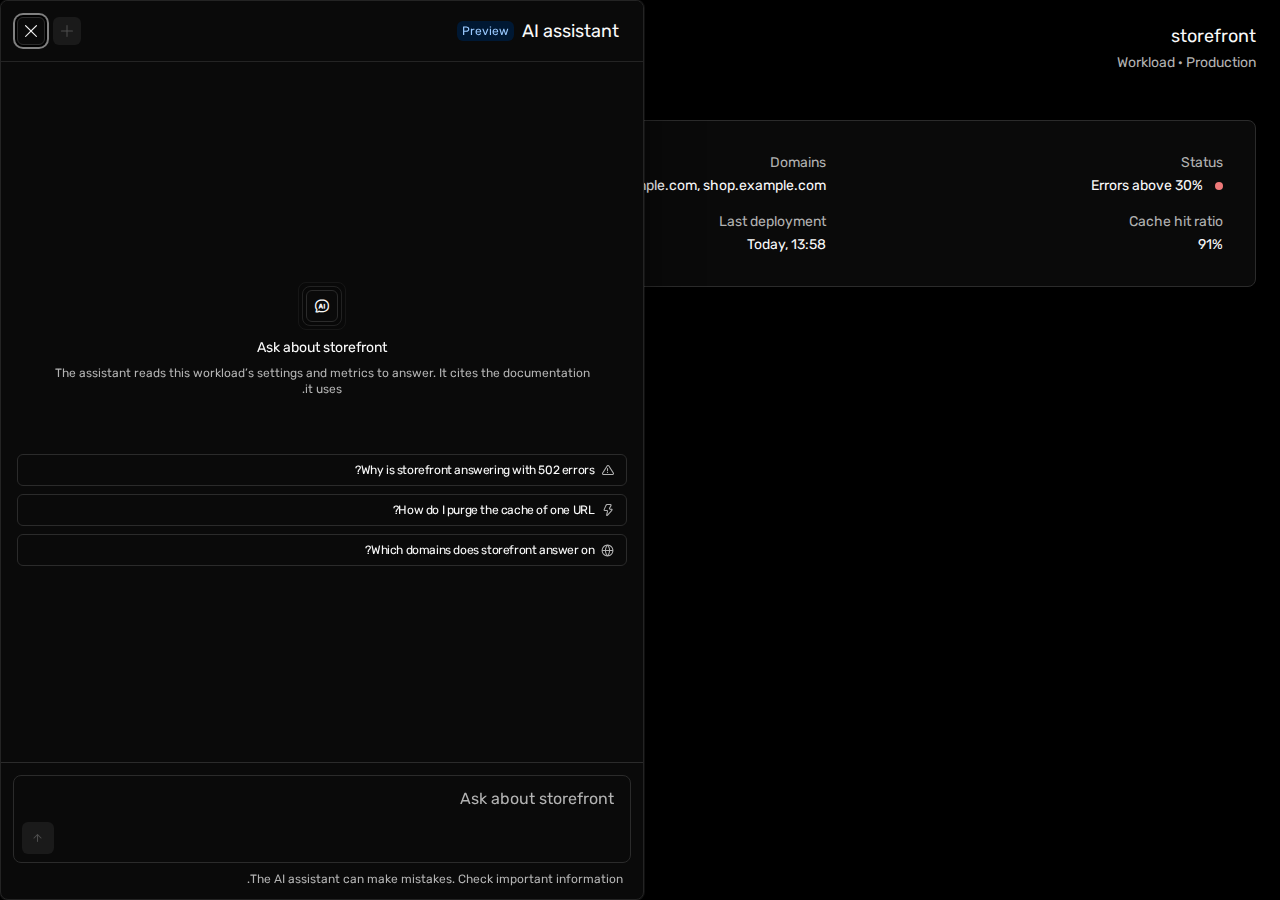 AI assistant
Preview
storefront
Workload • Production
Status
Errors above 30%
Domains
.com, shop.example.com
Cache hit ratio
91%
Last deployment
Today, 13:58
Ask about storefront
The assistant reads this workload's settings and metrics to answer. It cites the documentation
.it uses
?Why is storefront answering with 502 errors
?How do I purge the cache of one URL
?Which domains does storefront answer on
Ask about storefront
.The AI assistant can make mistakes. Check important information